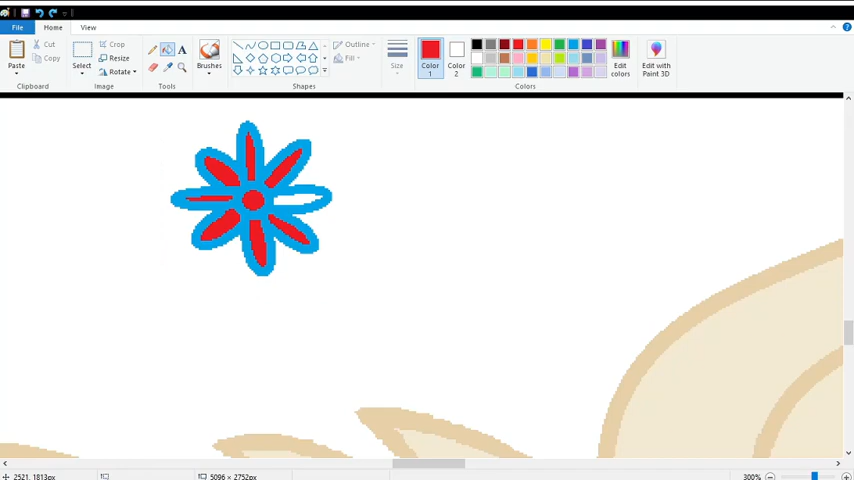 File Home View
Paste Cut Copy Select Crop Resize Rotate A Brushes Outline Fill Size Color 1 Color 2 Edit colors Edit with Paint 3D
Clipboard Image Tools Shapes Colors
2521, 1813px 5096 × 2752px 300%